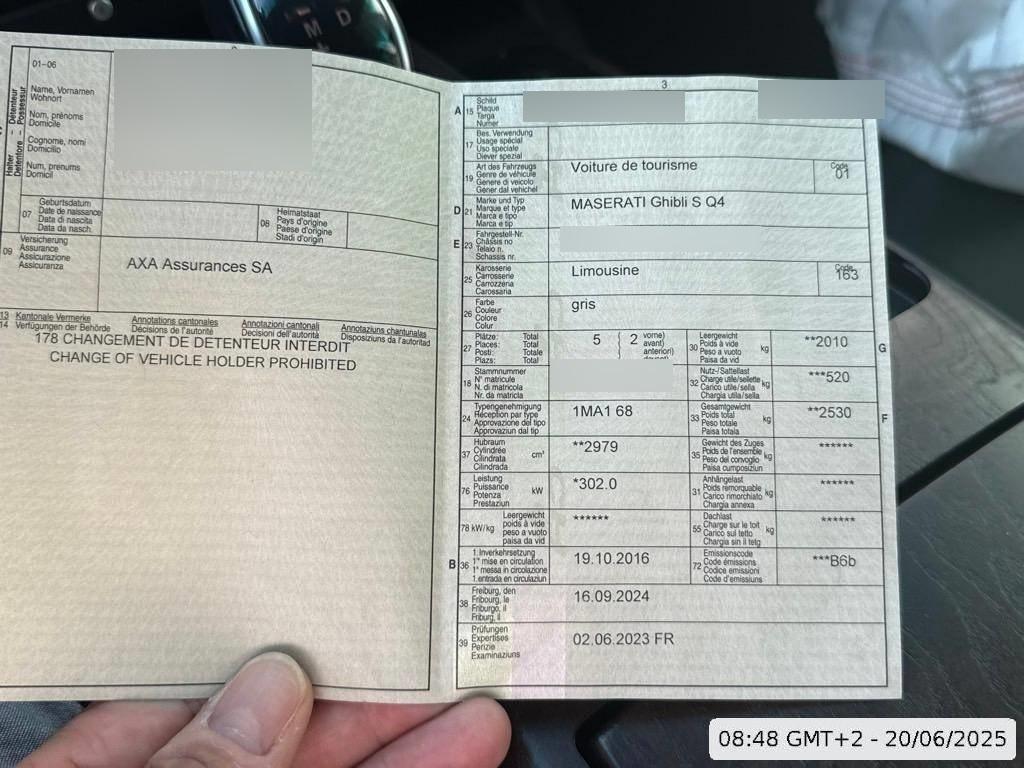 M D
01-06
Name, Vornamen
Wohnort
Nom, prénoms
Domicile
Cognome, nomi
Domicilio
Num, prenums
Domicil
Halter – Détenteur
Detentore – Possessur
07
Geburtsdatum
Date de naissance
Data di nascita
Data da nasch.
08
Heimatstaat
Pays d'origine
Paese d'origine
Stadi d'origin
09
Versicherung
Assurance
Assicurazione
Assicuranza
AXA Assurances SA
13 Kantonale Vermerke Annotations cantonales Annotazioni cantonali Annotaziuns chantunalas
14 Verfügungen der Behörde Décisions de l'autorité Decisioni dell'autorità Disposiziuns da l'autoritad
178 CHANGEMENT DE DETENTEUR INTERDIT
CHANGE OF VEHICLE HOLDER PROHIBITED
3
A 15
Schild
Plaque
Targa
Numer
17
Bes. Verwendung
Usage spécial
Uso speciale
Diever spezial
19
Art des Fahrzeugs
Genre de véhicule
Genere di veicolo
Gener dal vehichel
Voiture de tourisme
Code
01
D 21
Marke und Typ
Marque et type
Marca e tipo
Marca e tip
MASERATI Ghibli S Q4
E 23
Fahrgestell-Nr.
Châssis no
Telaio n.
Schassis nr.
25
Karosserie
Carrosserie
Carrozzeria
Carossaria
Limousine
Code
163
26
Farbe
Couleur
Colore
Colur
gris
27
Plätze: Total
Places: Total
Posti: Totale
Plazs: Total
5
( 2 vorne)
avant)
anteriori)
30
Leergewicht
Poids à vide
Peso a vuoto
Paisa da vid
kg
**2010
G
18
Stammnummer
N° matricule
N. di matricola
Nr. da matricla
32
Nutz-/Sattellast
Charge utile/sellette
Carico utile/sella
Chargia utila/sella
kg
***520
24
Typengenehmigung
Réception par type
Approvazione del tipo
Approvaziun dal tip
1MA1 68
33
Gesamtgewicht
Poids total
Peso totale
Paisa totala
kg
**2530
F
37
Hubraum
Cylindrée
Cilindrata
Cilindrada
cm³
**2979
35
Gewicht des Zuges
Poids de l'ensemble
Peso del convoglio
Paisa cumposiziun
kg
******
76
Leistung
Puissance
Potenza
Prestaziun
kW
*302.0
31
Anhängelast
Poids remorquable
Carico rimorchiato
Chargia annexa
kg
******
78 kW/kg
Leergewicht
poids à vide
peso a vuoto
paisa da vid
******
55
Dachlast
Charge sur le toit
Carico sul tetto
Chargia sin il tetg
kg
******
B 36
1. Inverkehrsetzung
1re mise en circulation
1a messa in circolazione
1. entrada en circulaziun
19.10.2016
72
Emissionscode
Code émissions
Codice emissioni
Code d'emissiuns
***B6b
38
Freiburg, den
Fribourg, le
Friburgo, il
Friburg, il
16.09.2024
39
Prüfungen
Expertises
Perizie
Examinaziuns
02.06.2023 FR
08:48 GMT+2 - 20/06/2025